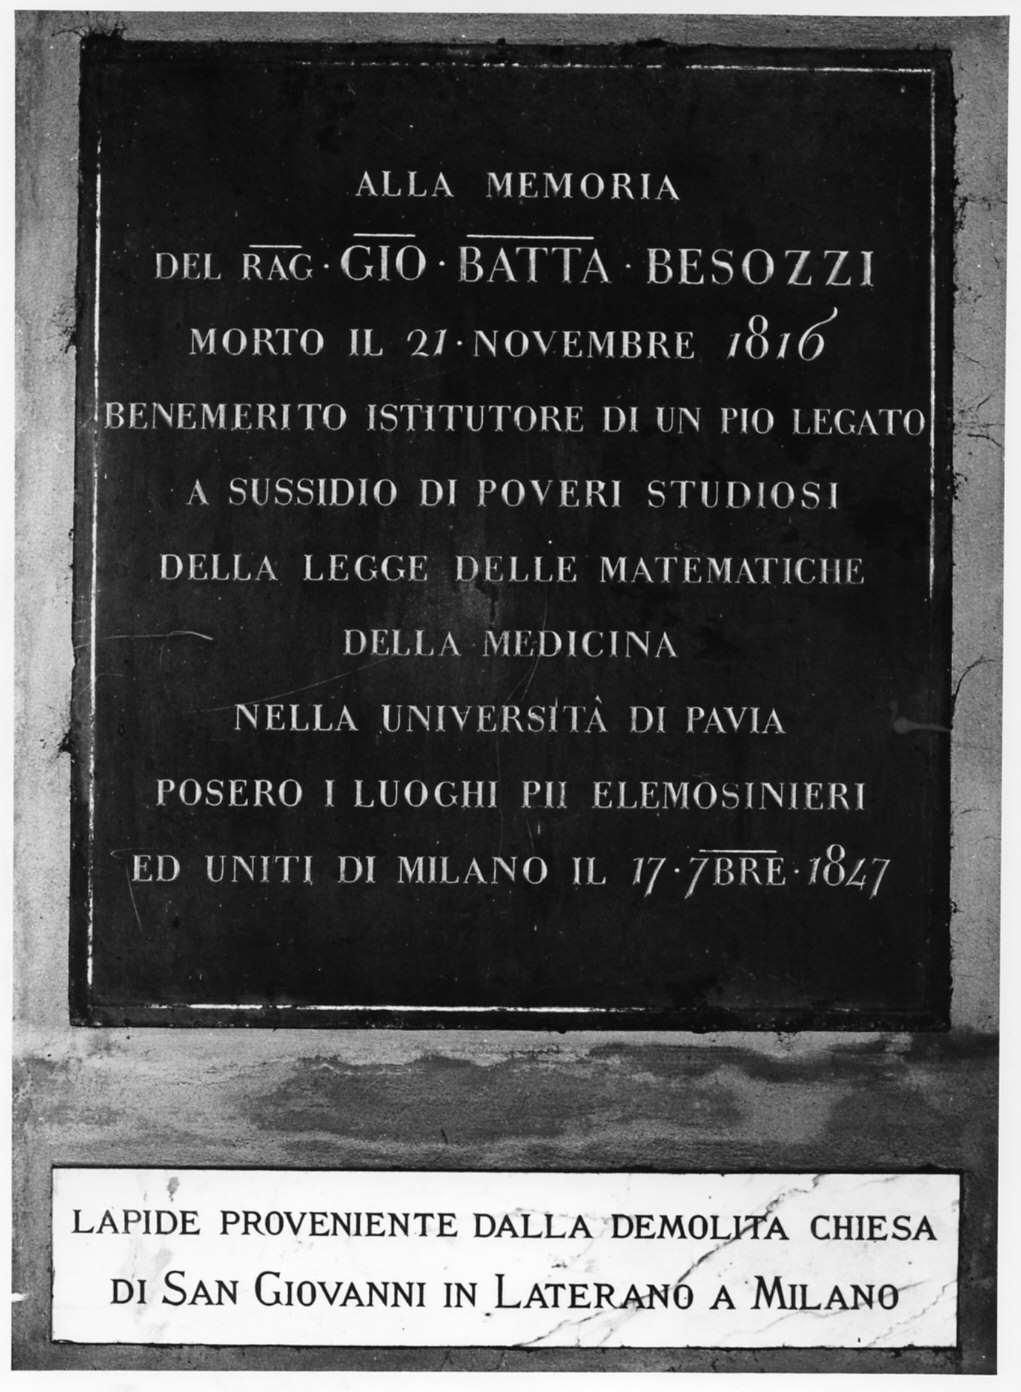 ALLA MEMORIA
DEL RAG · GIO · BATTA · BESOZZI
MORTO IL 21 · NOVEMBRE 1816
BENEMERITO ISTITUTORE DI UN PIO LEGATO
A SUSSIDIO DI POVERI STUDIOSI
DELLA LEGGE DELLE MATEMATICHE
DELLA MEDICINA
NELLA UNIVERSITÀ DI PAVIA
POSERO I LUOGHI PII ELEMOSINIERI
ED UNITI DI MILANO IL 17 · 7BRE · 1847
LAPIDE PROVENIENTE DALLA DEMOLITA CHIESA
DI SAN GIOVANNI IN LATERANO A MILANO